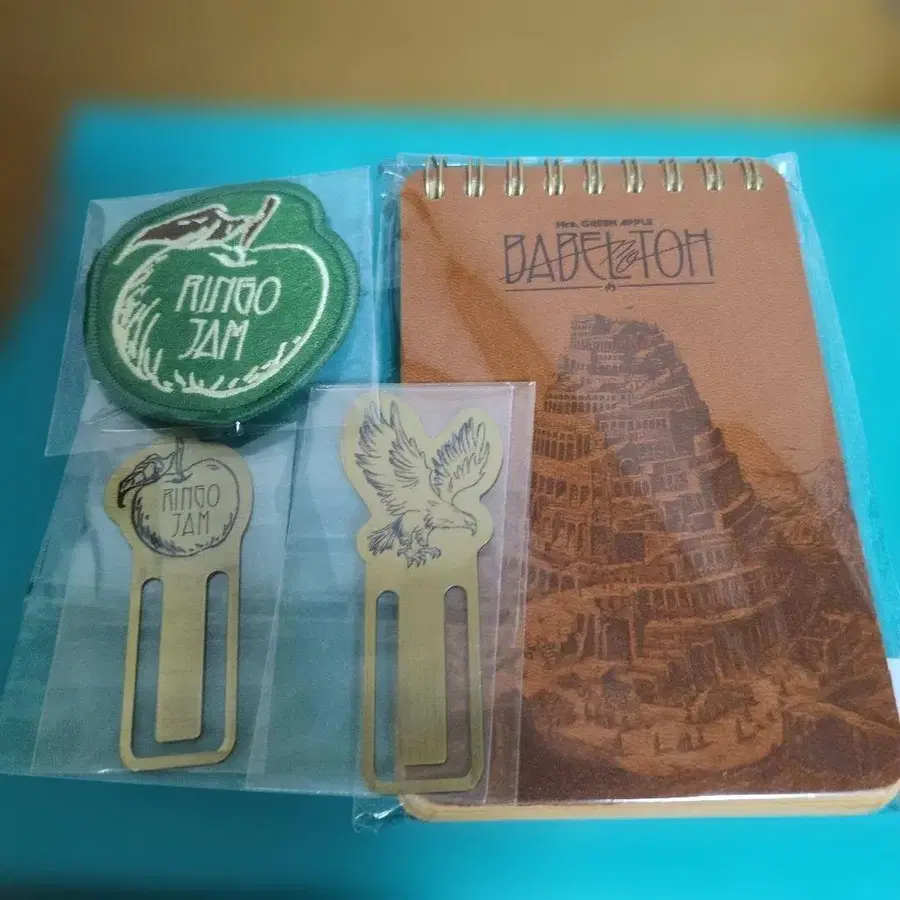 RINGO
JAM
Mrs. GREEN APPLE
BABEL no TOH
RINGO
JAM